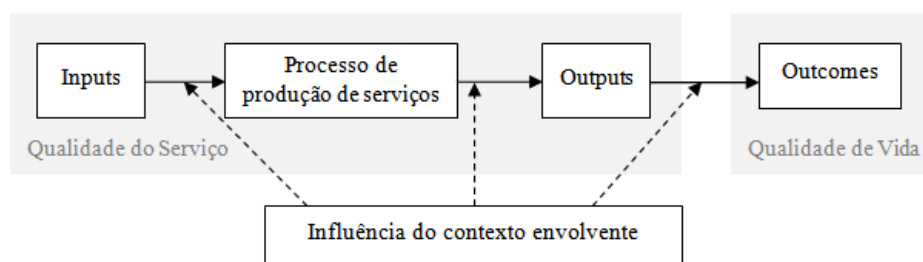 Inputs
Processo de
produção de serviços
Outputs
Outcomes
Qualidade do Serviço
Qualidade de Vida
Influência do contexto envolvente